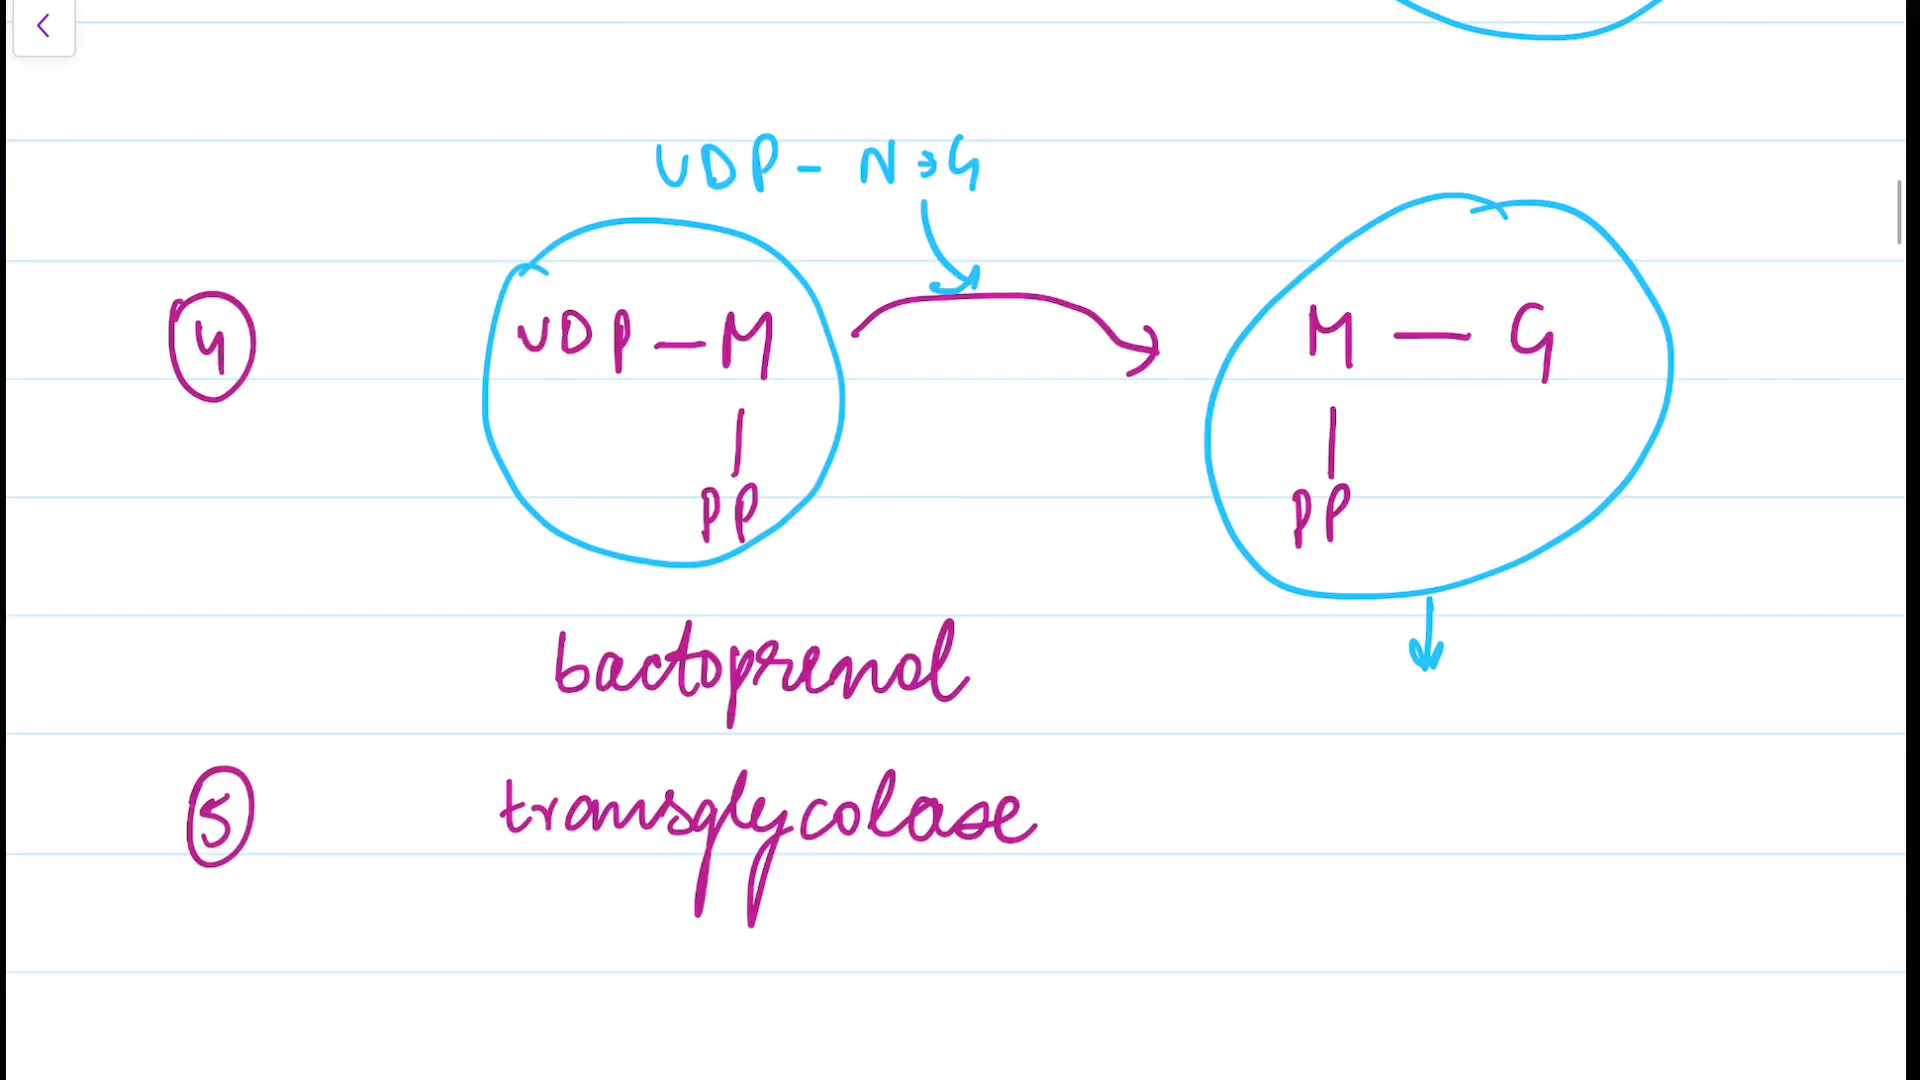 UDP - NAG
4 UDP - M M - G
PP PP
bactoprenol
5 transglycolase